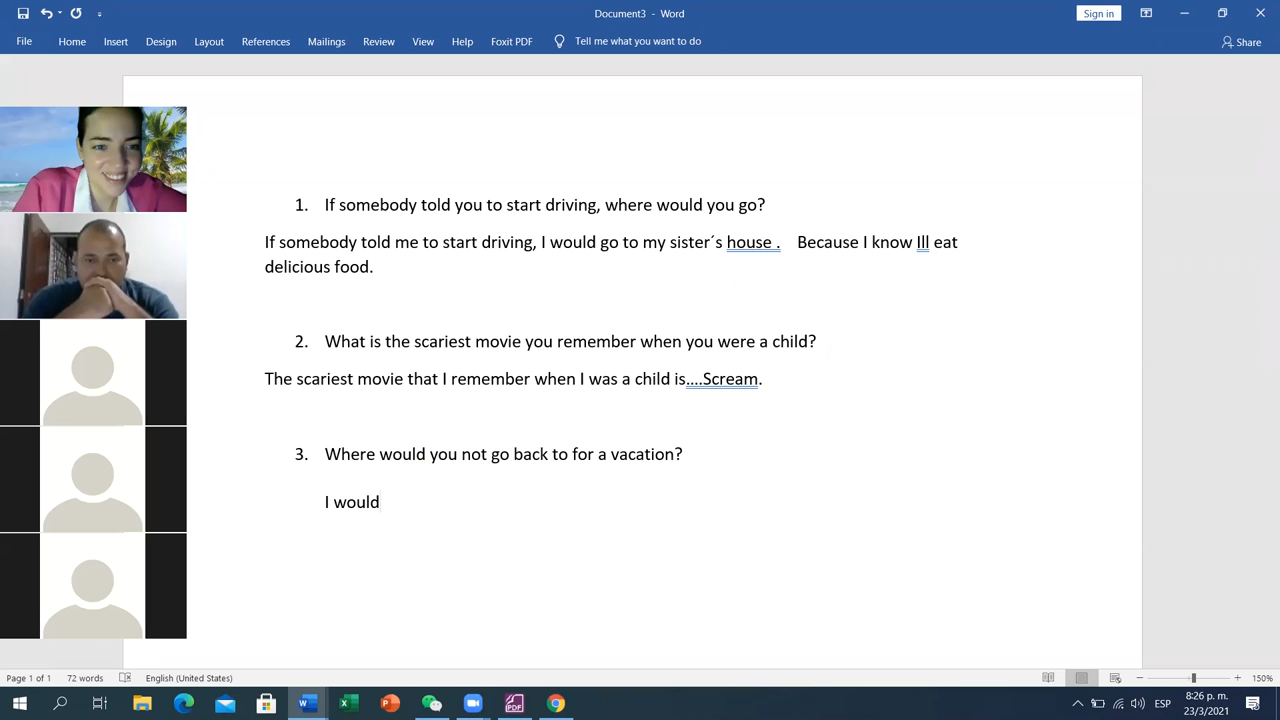 Document3 - Word
Sign in
File Home Insert Design Layout References Mailings Review View Help Foxit PDF Tell me what you want to do
Share
1. If somebody told you to start driving, where would you go?
If somebody told me to start driving, I would go to my sister´s house . Because I know Ill eat
delicious food.
2. What is the scariest movie you remember when you were a child?
The scariest movie that I remember when I was a child is....Scream.
3. Where would you not go back to for a vacation?
I would
Page 1 of 1 72 words English (United States) 150%
8:26 p. m.
ESP
23/3/2021